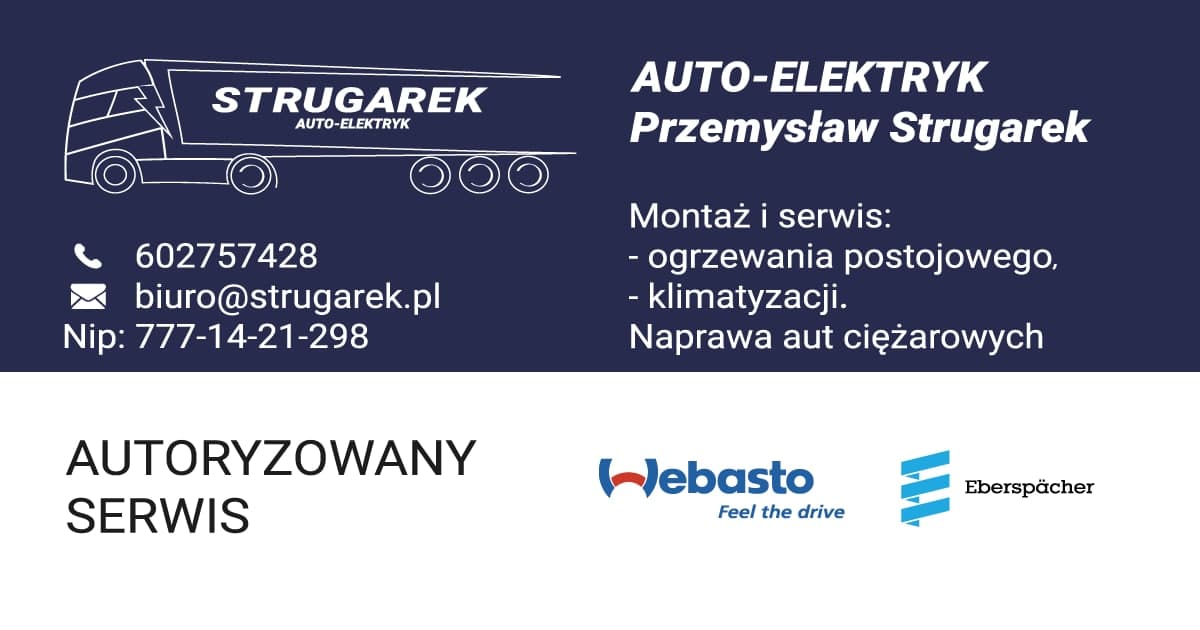 STRUGAREK
AUTO-ELEKTRYK
602757428
biuro@strugarek.pl
Nip: 777-14-21-298
AUTO-ELEKTRYK
Przemysław Strugarek
Montaż i serwis:
- ogrzewania postojowego,
- klimatyzacji.
Naprawa aut ciężarowych
AUTORYZOWANY
SERWIS
Webasto
Feel the drive
Eberspächer